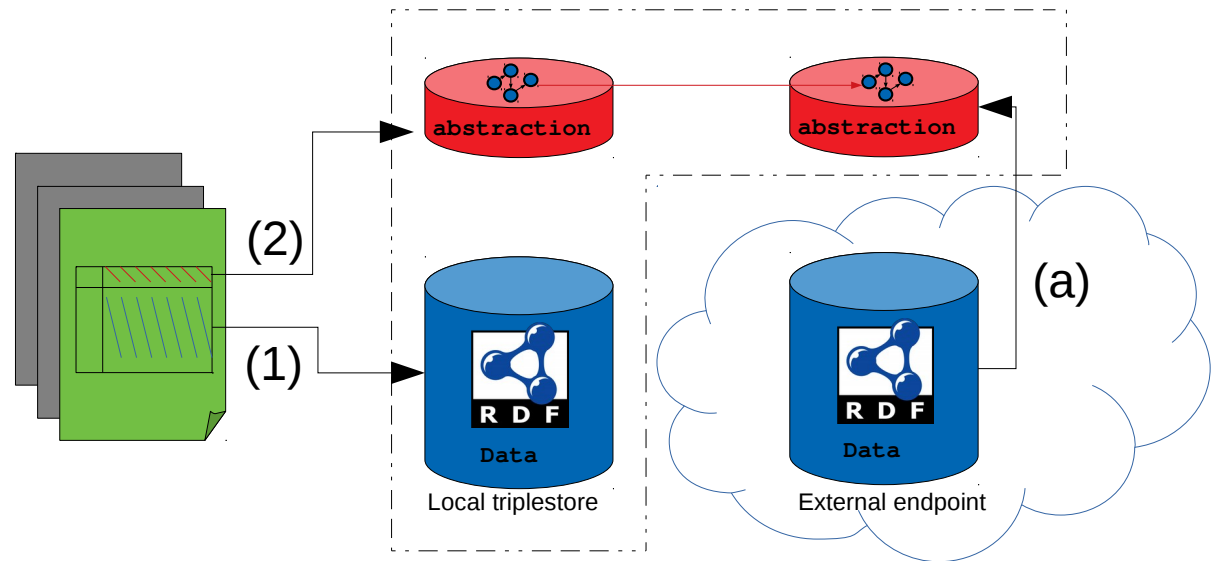 abstraction
abstraction
(2)
(1)
(a)
RDF
Data
RDF
Data
Local triplestore
External endpoint